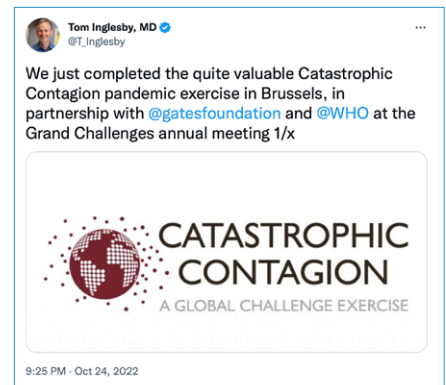 Tom Inglesby, MD
@T_Inglesby
We just completed the quite valuable Catastrophic
Contagion pandemic exercise in Brussels, in
partnership with @gatesfoundation and @WHO at the
Grand Challenges annual meeting 1/x
CATASTROPHIC
CONTAGION
A GLOBAL CHALLENGE EXERCISE
9:25 PM · Oct 24, 2022